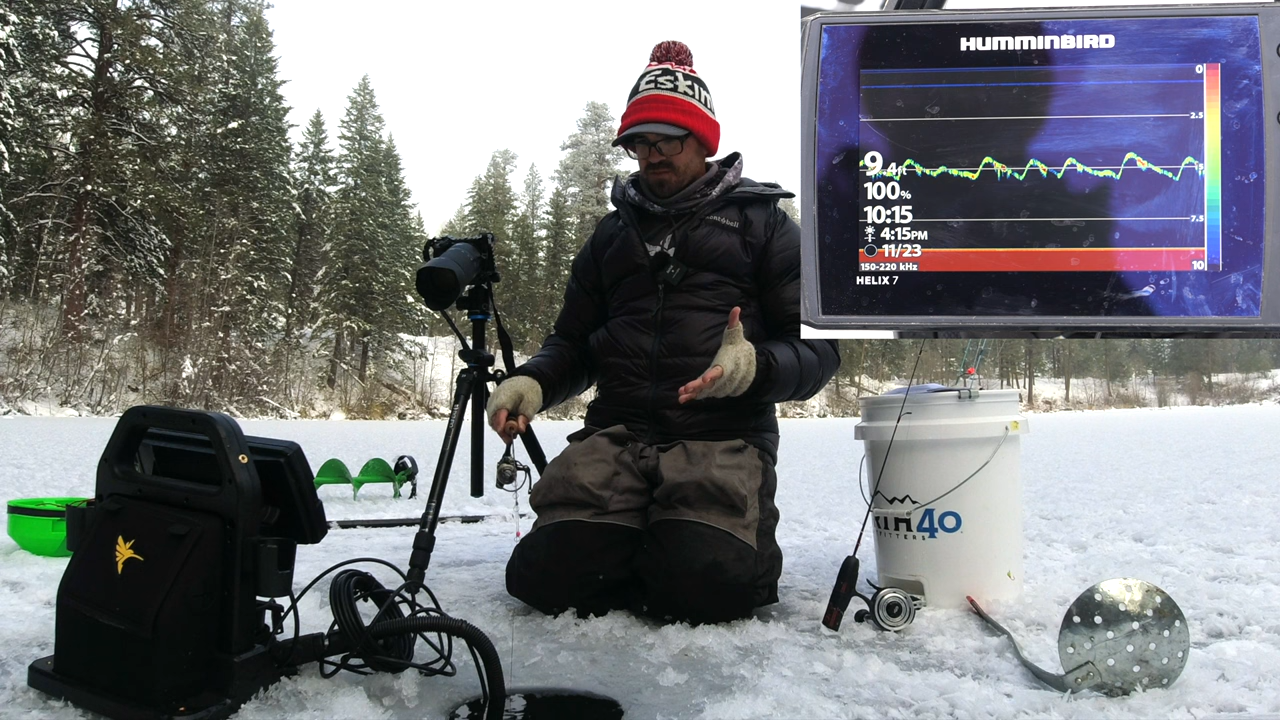 HUMMINBIRD
0
2.5
9.4ft
100%
10:15
7.5
4:15PM
11/23
150-220 kHz
10
HELIX 7
Eskim
montbell
40